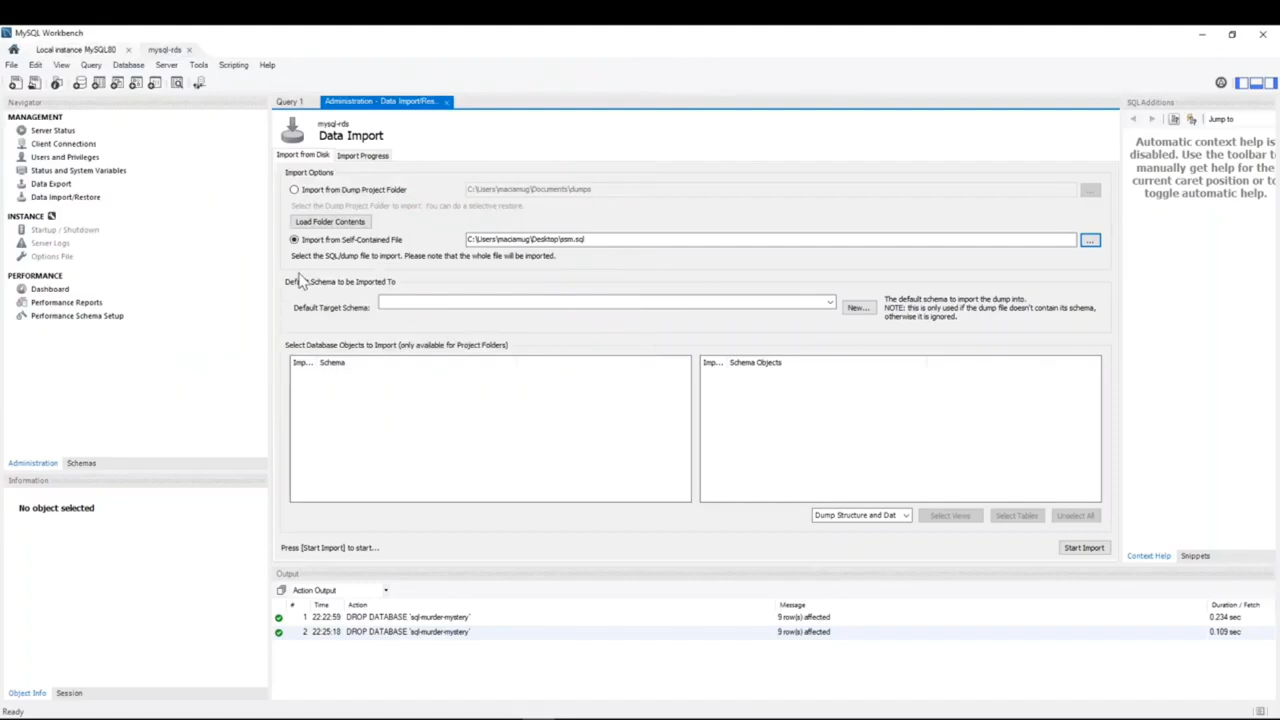 MySQL Workbench
Local instance MySQL80 × mysql-rds ×
File Edit View Query Database Server Tools Scripting Help
Navigator
MANAGEMENT
Server Status
Client Connections
Users and Privileges
Status and System Variables
Data Export
Data Import/Restore
INSTANCE
Startup / Shutdown
Server Logs
Options File
PERFORMANCE
Dashboard
Performance Reports
Performance Schema Setup
Administration Schemas
Information
No object selected
Object Info Session
Ready
Query 1 Administration - Data Import/Res... ×
mysql-rds
Data Import
Import from Disk Import Progress
Import Options
Import from Dump Project Folder C:\Users\maciamug\Documents\dumps ...
Select the Dump Project Folder to import. You can do a selective restore.
Load Folder Contents
Import from Self-Contained File ...
Select the SQL/dump file to import. Please note that the whole file will be imported.
Schema to be Imported To
Default Target Schema: New...
The default schema to import the dump into.
NOTE: this is only used if the dump file doesn't contain its schema,
otherwise it is ignored.
Select Database Objects to Import (only available for Project Folders)
Imp... Schema
Imp... Schema Objects
Dump Structure and Dat Select Views Select Tables Unselect All
Press [Start Import] to start...
Start Import
Output
Action Output
# Time Action Message Duration / Fetch
1 22:22:59 DROP DATABASE `sql-murder-mystery` 9 row(s) affected 0.234 sec
2 22:25:18 DROP DATABASE `sql-murder-mystery` 9 row(s) affected 0.109 sec
SQL Additions
Jump to
Automatic context help is
disabled. Use the toolbar to
manually get help for the
current caret position or to
toggle automatic help.
Context Help Snippets